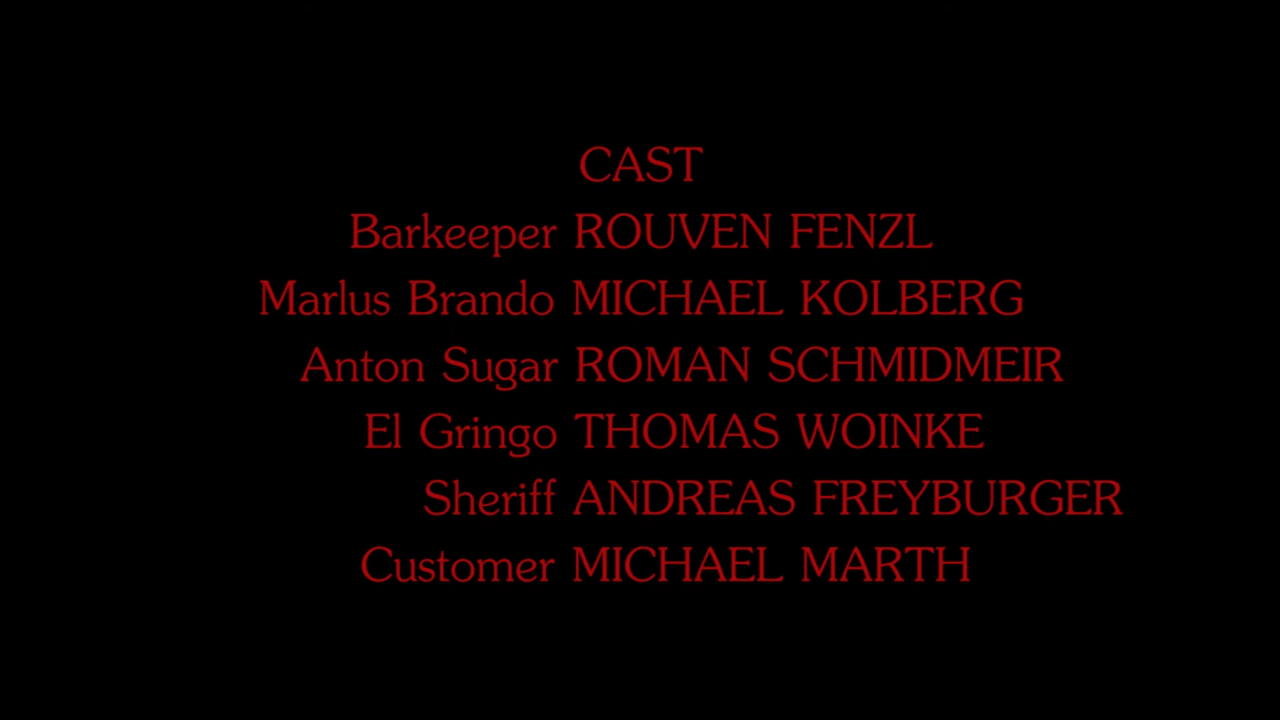 CAST
Barkeeper ROUVEN FENZL
Marlus Brando MICHAEL KOLBERG
Anton Sugar ROMAN SCHMIDMEIR
El Gringo THOMAS WOINKE
Sheriff ANDREAS FREYBURGER
Customer MICHAEL MARTH